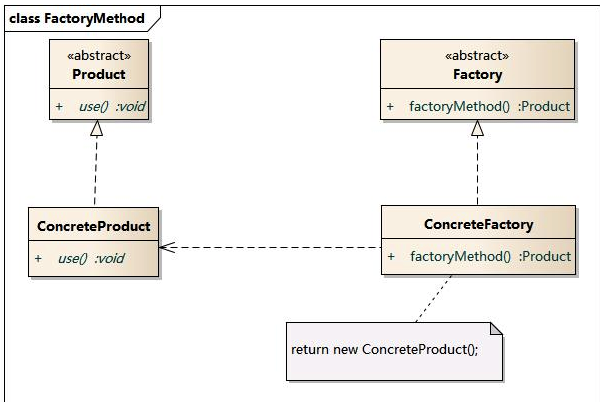 class FactoryMethod
«abstract»
Product
+ use() :void
«abstract»
Factory
+ factoryMethod() :Product
ConcreteProduct
+ use() :void
ConcreteFactory
+ factoryMethod() :Product
return new ConcreteProduct();